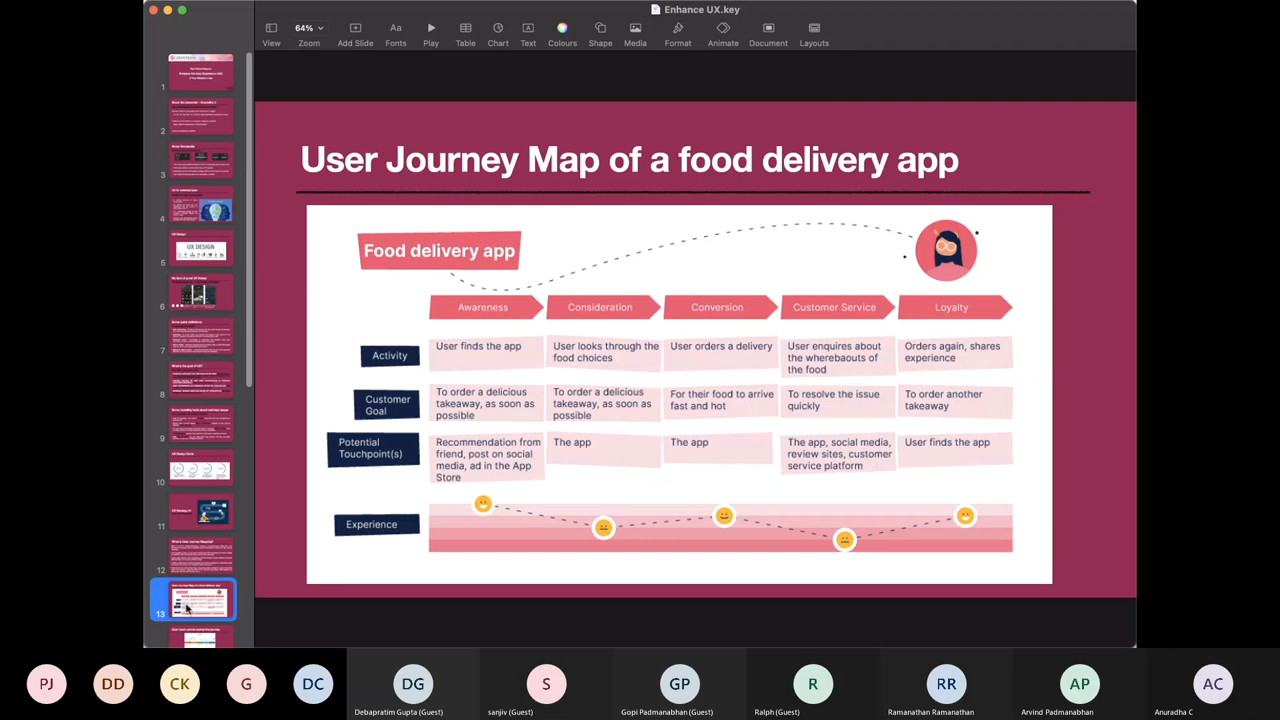 Enhance UX.key
64%
View Zoom Add Slide Fonts Play Table Chart Text Colours Shape Media Format Animate Document Layouts
1
2
3
4
5
UX DESIGN
6
7
8
9
10
11
12
13
User Journey Map of a food delivery app
Food delivery app
Awareness Consideration Conversion Customer Service Loyalty
Activity
User finds the app
User looks through the
food choices
User orders a delivery
User enquires about
the wherebaouts of
the food
Orders again, shares
experience
Customer
Goal
To order a delicious
takeaway, as soon as
possible
To order a delicious
takeaway, as soon as
possible
For their food to arrive
fast and hot
To resolve the issue
quickly
To order another
takeaway
Potential
Touchpoint(s)
Recommendation from
friend, post on social
media, ad in the App
Store
The app
The app
The app, social media,
review sites, customer
service platform
User finds the app
Experience
PJ DD CK G DC DG S GP R RR AP AC
Debapratim Gupta (Guest) sanjiv (Guest) Gopi Padmanabhan (Guest) Ralph (Guest) Ramanathan Ramanathan Arvind Padmanabhan Anuradha C